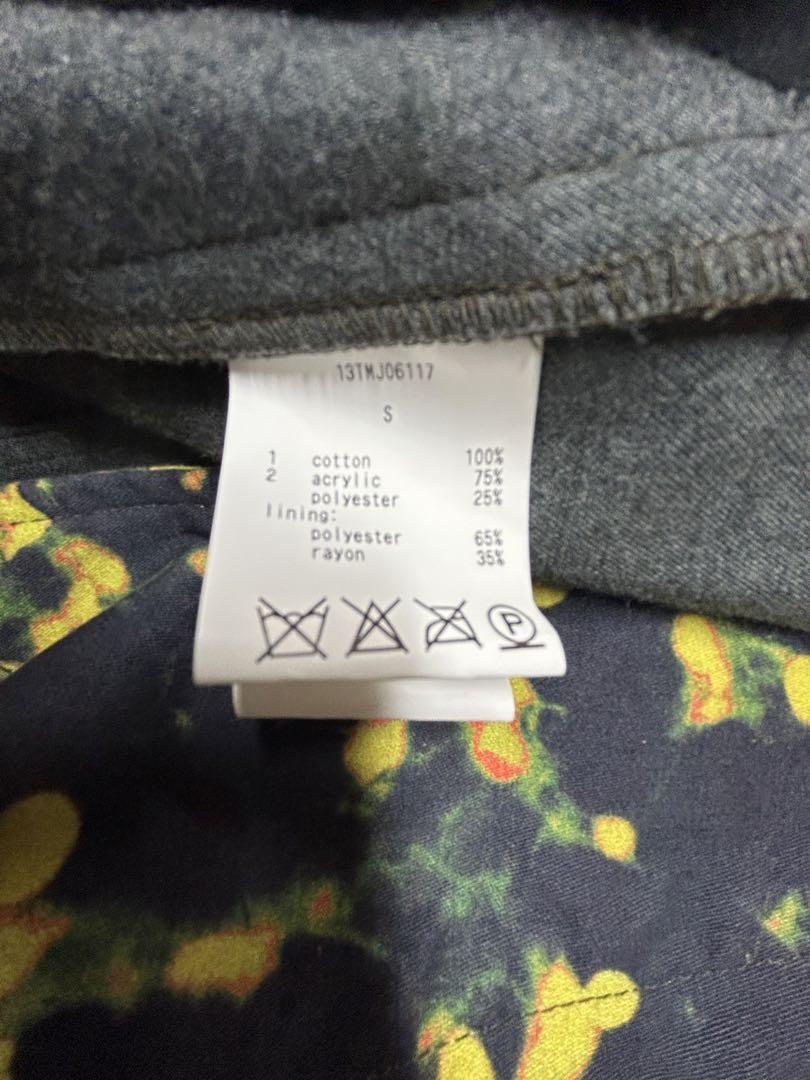 13TMJ06117
S
1 cotton 100%
2 acrylic 75%
polyester 25%
lining:
polyester 65%
rayon 35%
P